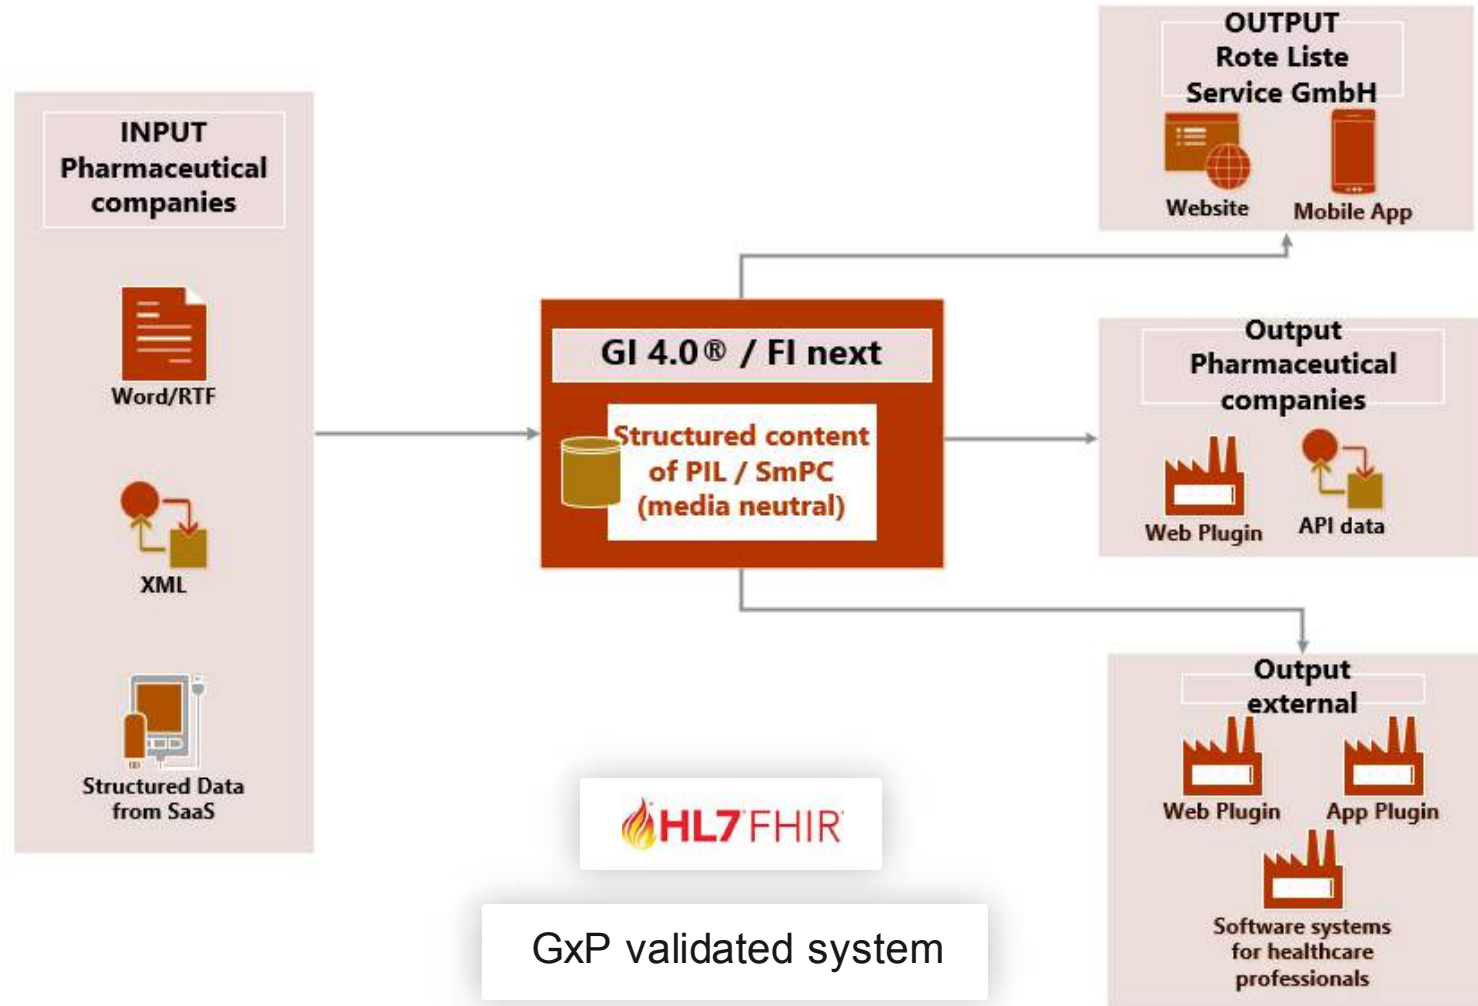 INPUT
Pharmaceutical
companies
Word/RTF
XML
Structured Data
from SaaS
GI 4.0® / FI next
Structured content
of PIL / SmPC
(media neutral)
OUTPUT
Rote Liste
Service GmbH
Website
Mobile App
Output
Pharmaceutical
companies
Web Plugin
API data
Output
external
Web Plugin
App Plugin
Software systems
for healthcare
professionals
HL7 FHIR
GxP validated system